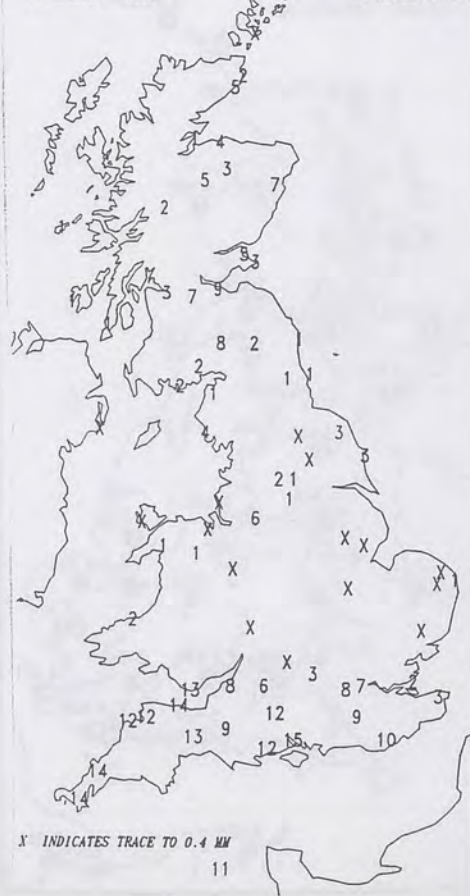 X
2
5
4
3
5 7
2
3
3 7
8 2
2
1 1
2 1
X
4 X 3
X 3
2 1
1
X
X 6
X
X
1 X
X X
X 1
X X
2
X X
X
3
13 8 6 8 7
14 3
12 12 12 9
13 9
12 15 10
14
14
X INDICATES TRACE TO 0.4 MM
11